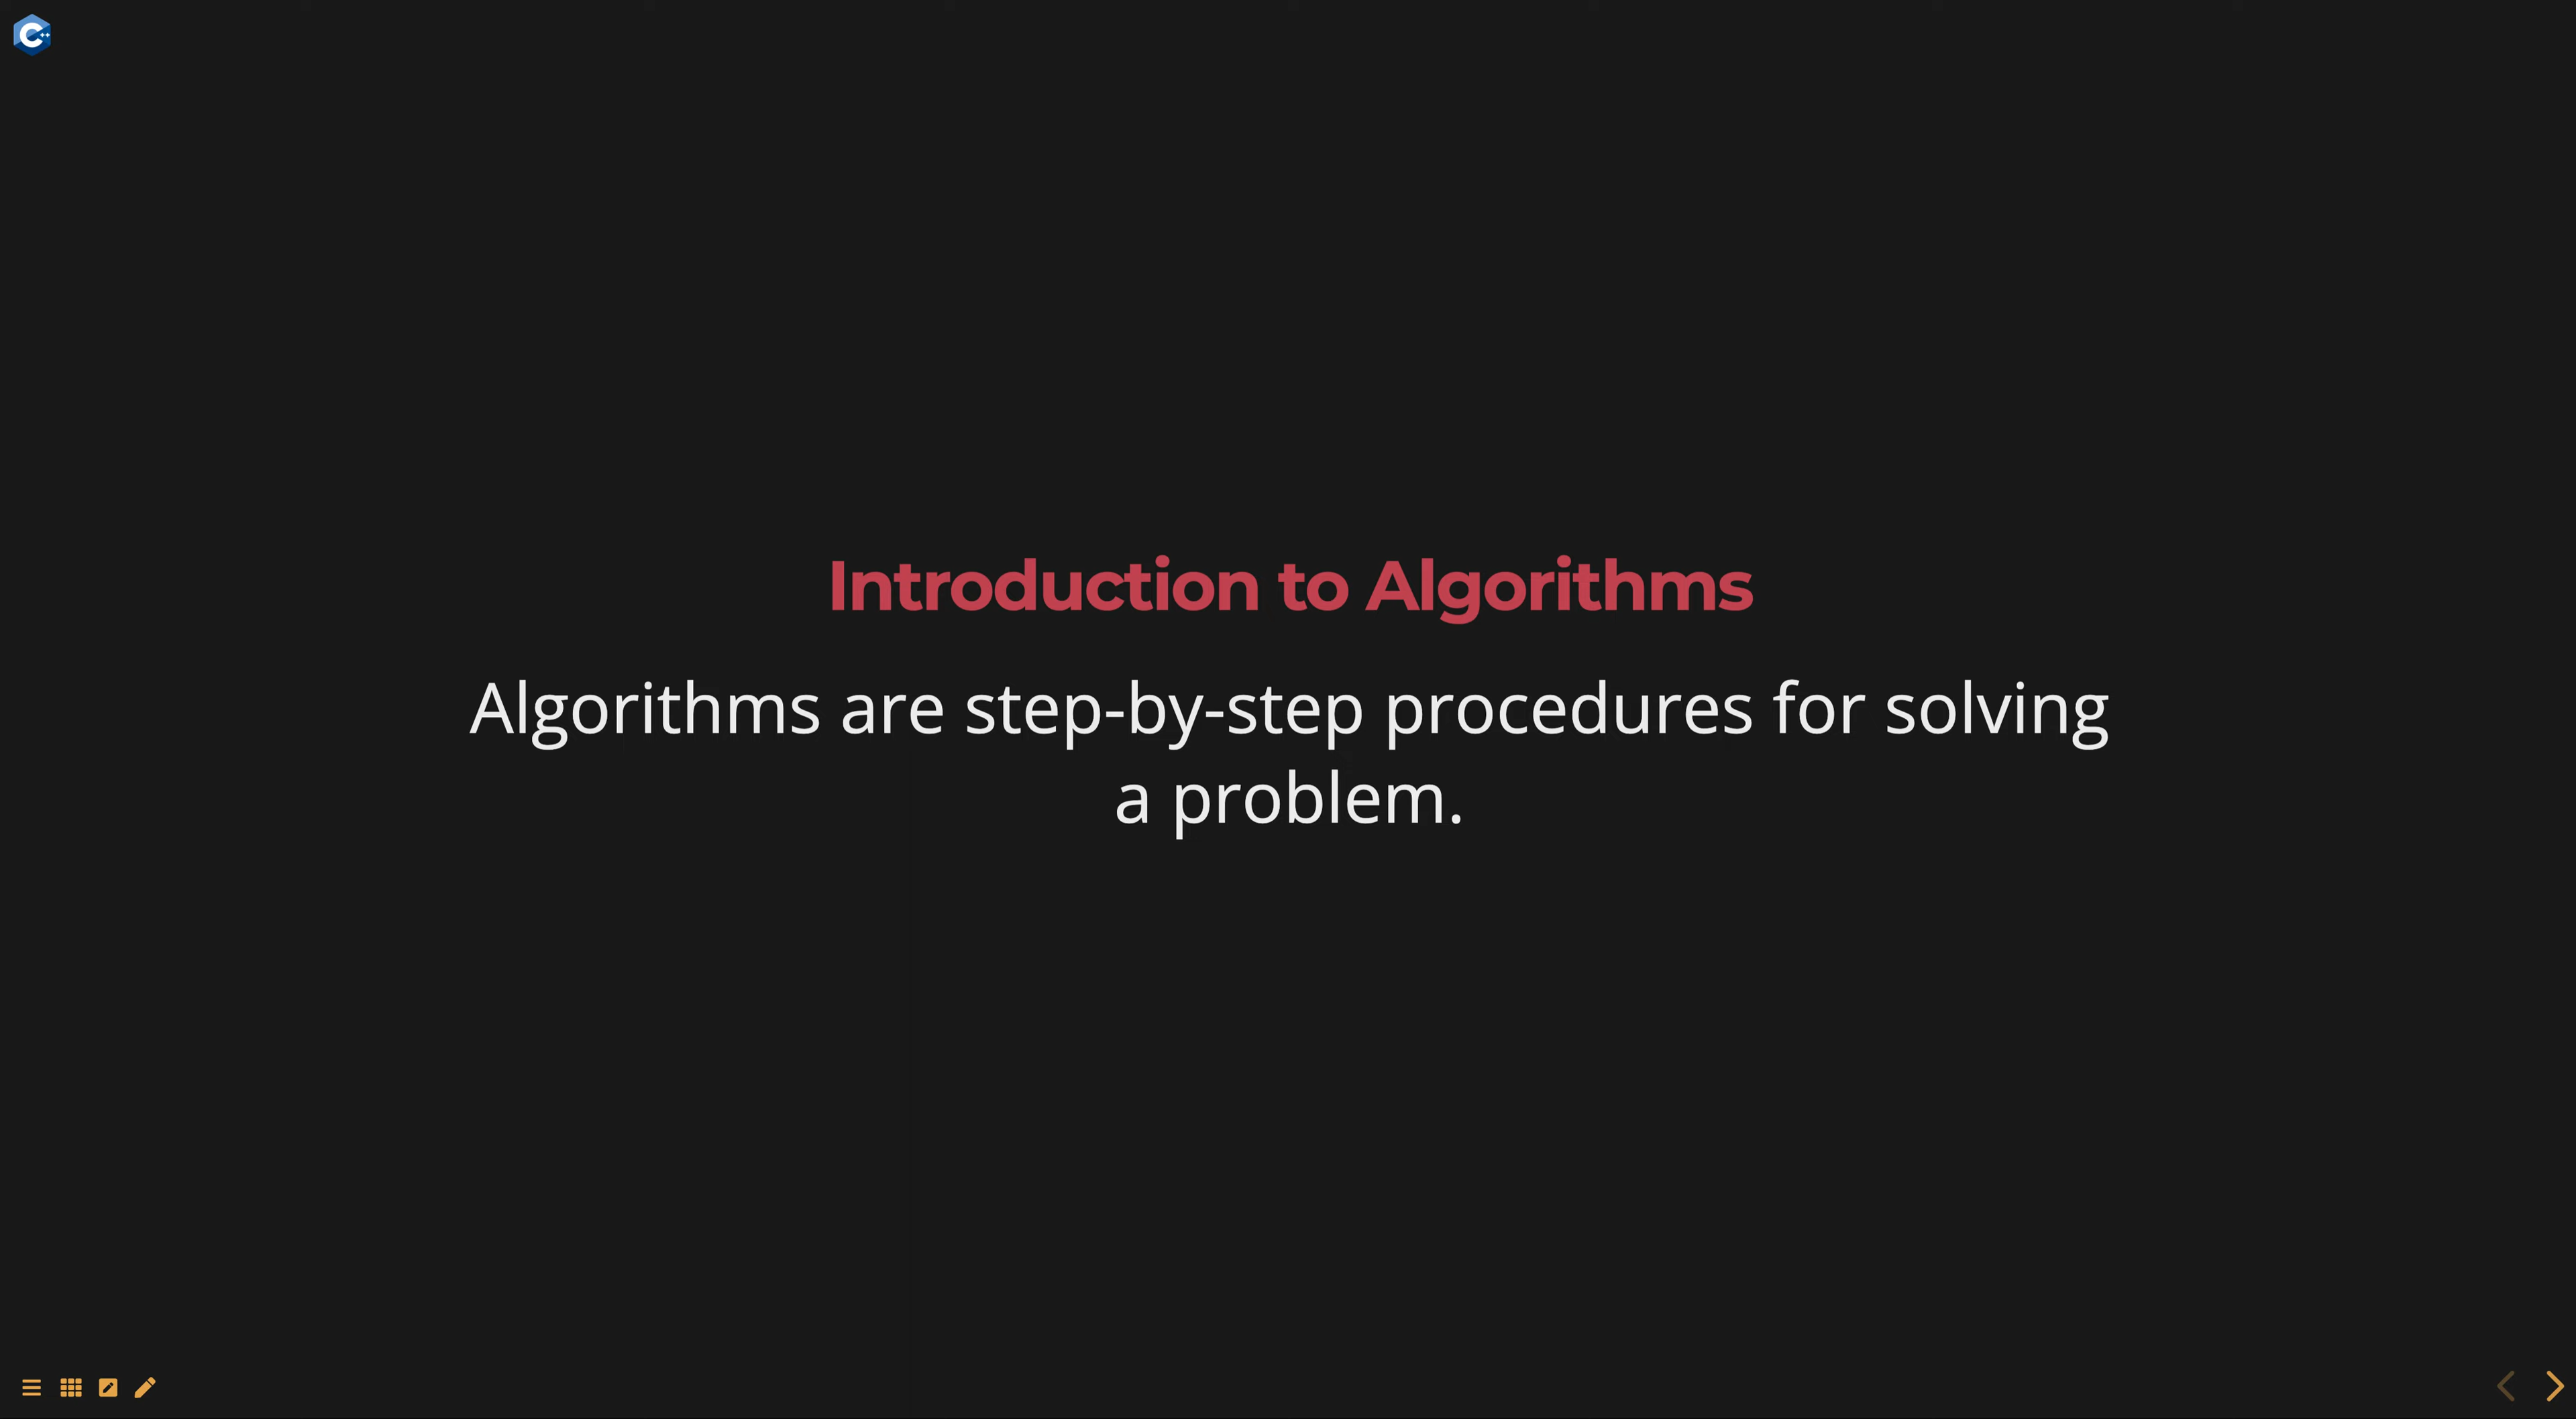 C++
Introduction to Algorithms
Algorithms are step-by-step procedures for solving
a problem.